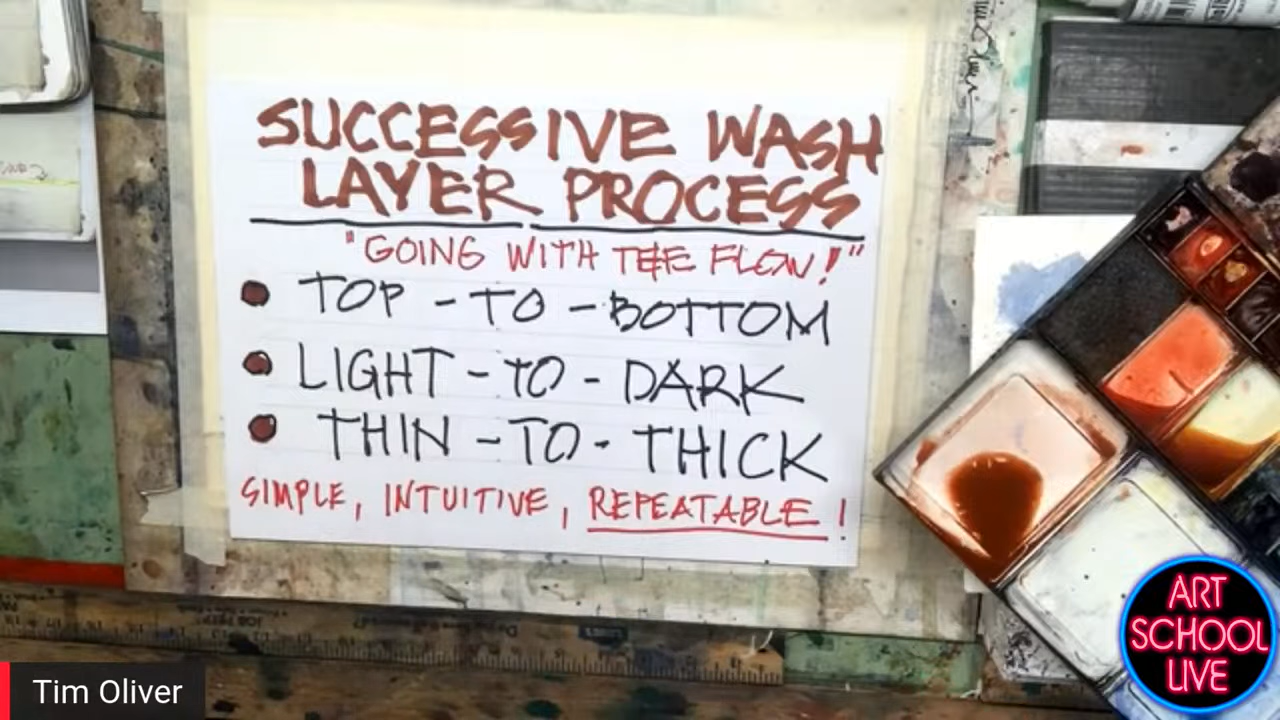 SUCCESSIVE WASH
LAYER PROCESS
"GOING WITH THE FLOW!"
TOP-TO-BOTTOM
LIGHT-TO-DARK
THIN-TO-THICK
SIMPLE, INTUITIVE, REPEATABLE!
Tim Oliver
ART
SCHOOL
LIVE